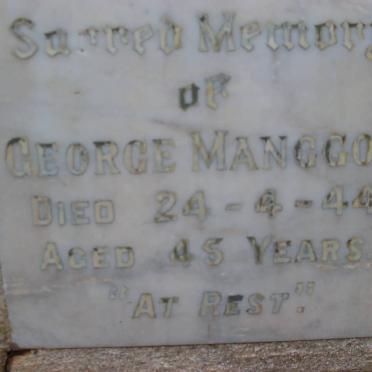 Sacred Memory
of
GEORGE MANGGO
DIED 24-4-44
AGED 45 YEARS
"AT REST."